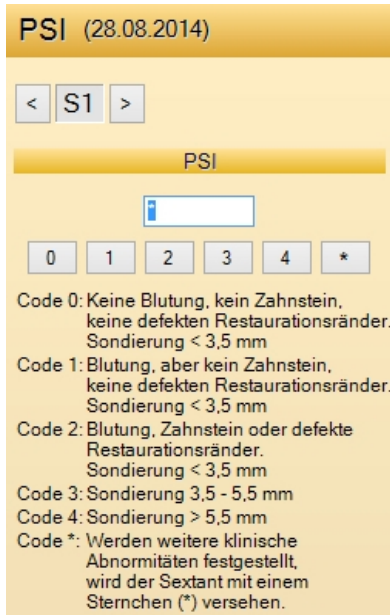 PSI (28.08.2014)
< S1 >
PSI
*
0 1 2 3 4 *
Code 0: Keine Blutung, kein Zahnstein,
keine defekten Restaurationsränder.
Sondierung < 3,5 mm
Code 1: Blutung, aber kein Zahnstein,
keine defekten Restaurationsränder.
Sondierung < 3,5 mm
Code 2: Blutung, Zahnstein oder defekte
Restaurationsränder.
Sondierung < 3,5 mm
Code 3: Sondierung 3,5 - 5,5 mm
Code 4: Sondierung > 5,5 mm
Code *: Werden weitere klinische
Abnormitäten festgestellt,
wird der Sextant mit einem
Sternchen (*) versehen.